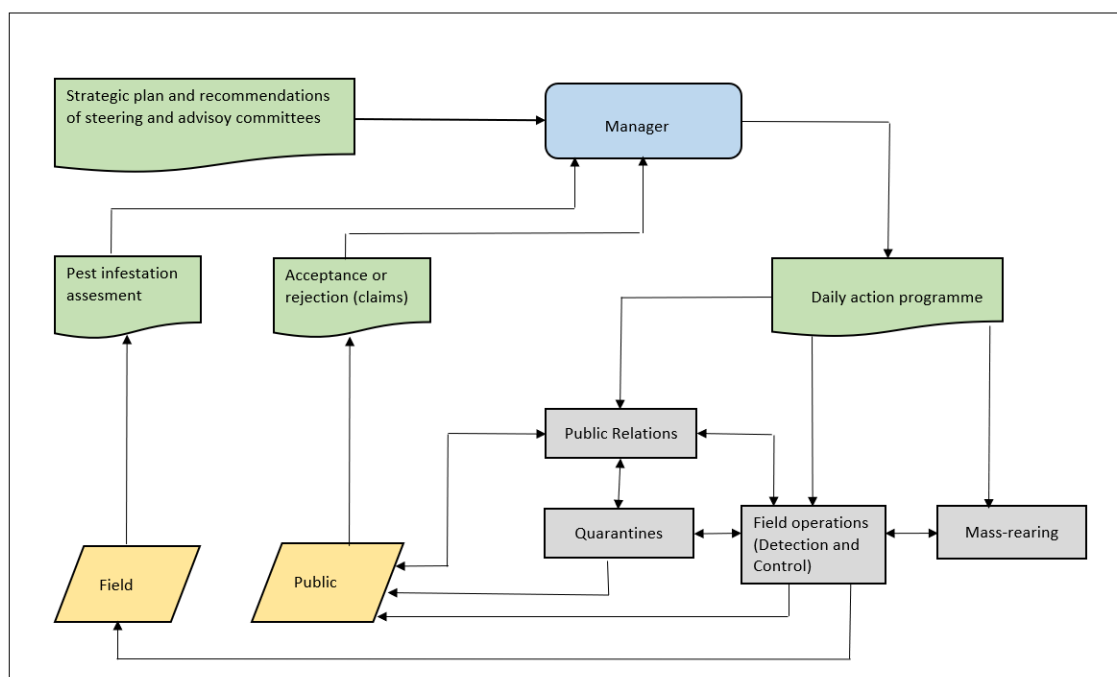 Strategic plan and recommendations
of steering and advisoy committees
Manager
Pest infestation
assesment
Acceptance or
rejection (claims)
Daily action programme
Public Relations
Quarantines
Field operations
(Detection and
Control)
Mass-rearing
Field
Public